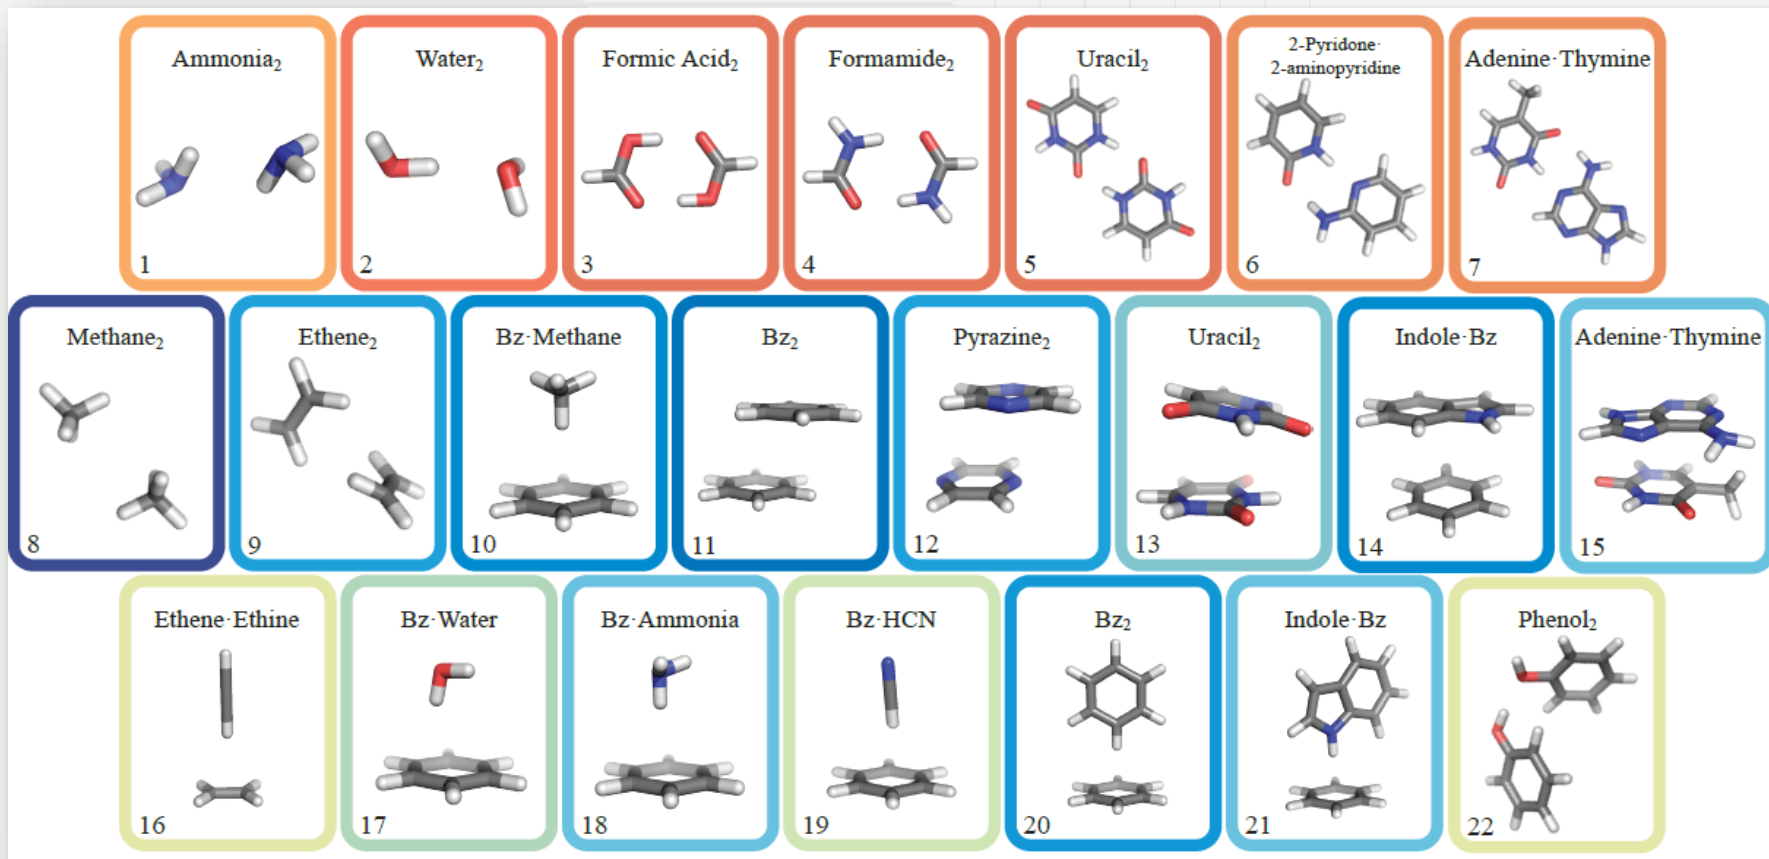 Ammonia₂
Water₂
Formic Acid₂
Formamide₂
Uracil₂
2-Pyridone·
2-aminopyridine
Adenine·Thymine
1
2
3
4
5
6
7
Methane₂
Ethene₂
Bz·Methane
Bz₂
Pyrazine₂
Uracil₂
Indole·Bz
Adenine·Thymine
8
9
10
11
12
13
14
15
Ethene·Ethine
Bz·Water
Bz·Ammonia
Bz·HCN
Bz₂
Indole·Bz
Phenol₂
16
17
18
19
20
21
22